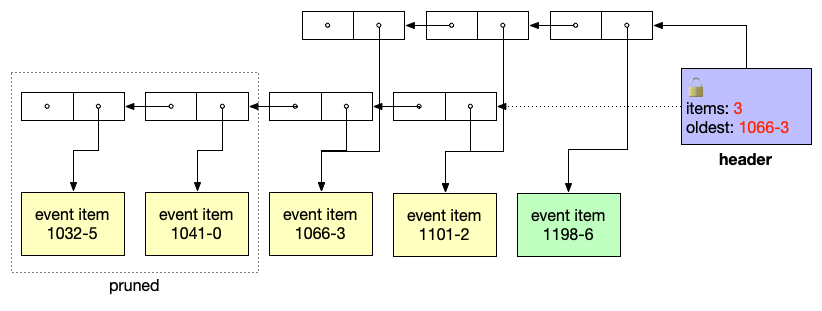 items: 3
oldest: 1066-3
header
event item
1032-5
event item
1041-0
event item
1066-3
event item
1101-2
event item
1198-6
pruned